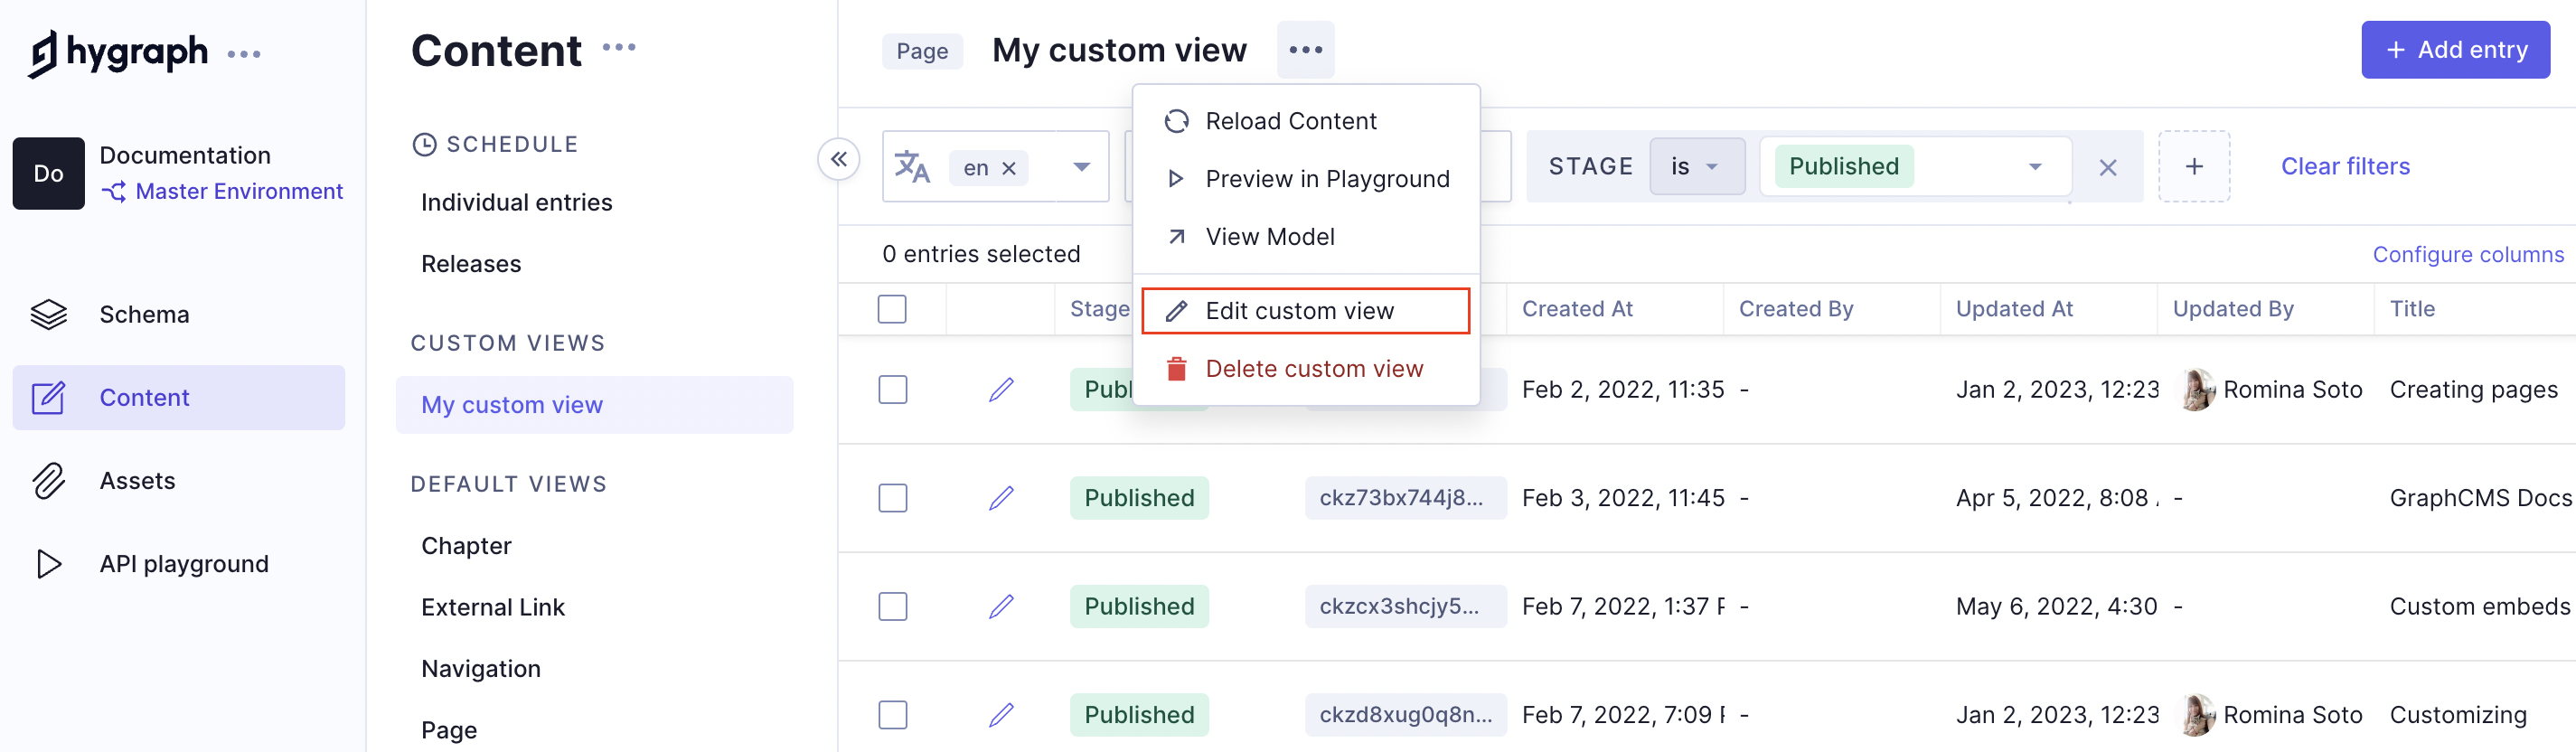 hygraph
Do
Documentation
Master Environment
Schema
Content
Assets
API playground
Content
SCHEDULE
Individual entries
Releases
CUSTOM VIEWS
My custom view
DEFAULT VIEWS
Chapter
External Link
Navigation
Page
Page My custom view
+ Add entry
en
STAGE is Published
Clear filters
Reload Content
Preview in Playground
View Model
Edit custom view
Delete custom view
0 entries selected
Configure columns
Stage Created At Created By Updated At Updated By Title
Publ Feb 2, 2022, 11:35 - Jan 2, 2023, 12:23 Romina Soto Creating pages
Published ckz73bx744j8... Feb 3, 2022, 11:45 - Apr 5, 2022, 8:08 - GraphCMS Docs
Published ckzcx3shcjy5... Feb 7, 2022, 1:37 - May 6, 2022, 4:30 - Custom embeds
Published ckzd8xug0q8n... Feb 7, 2022, 7:09 - Jan 2, 2023, 12:23 Romina Soto Customizing